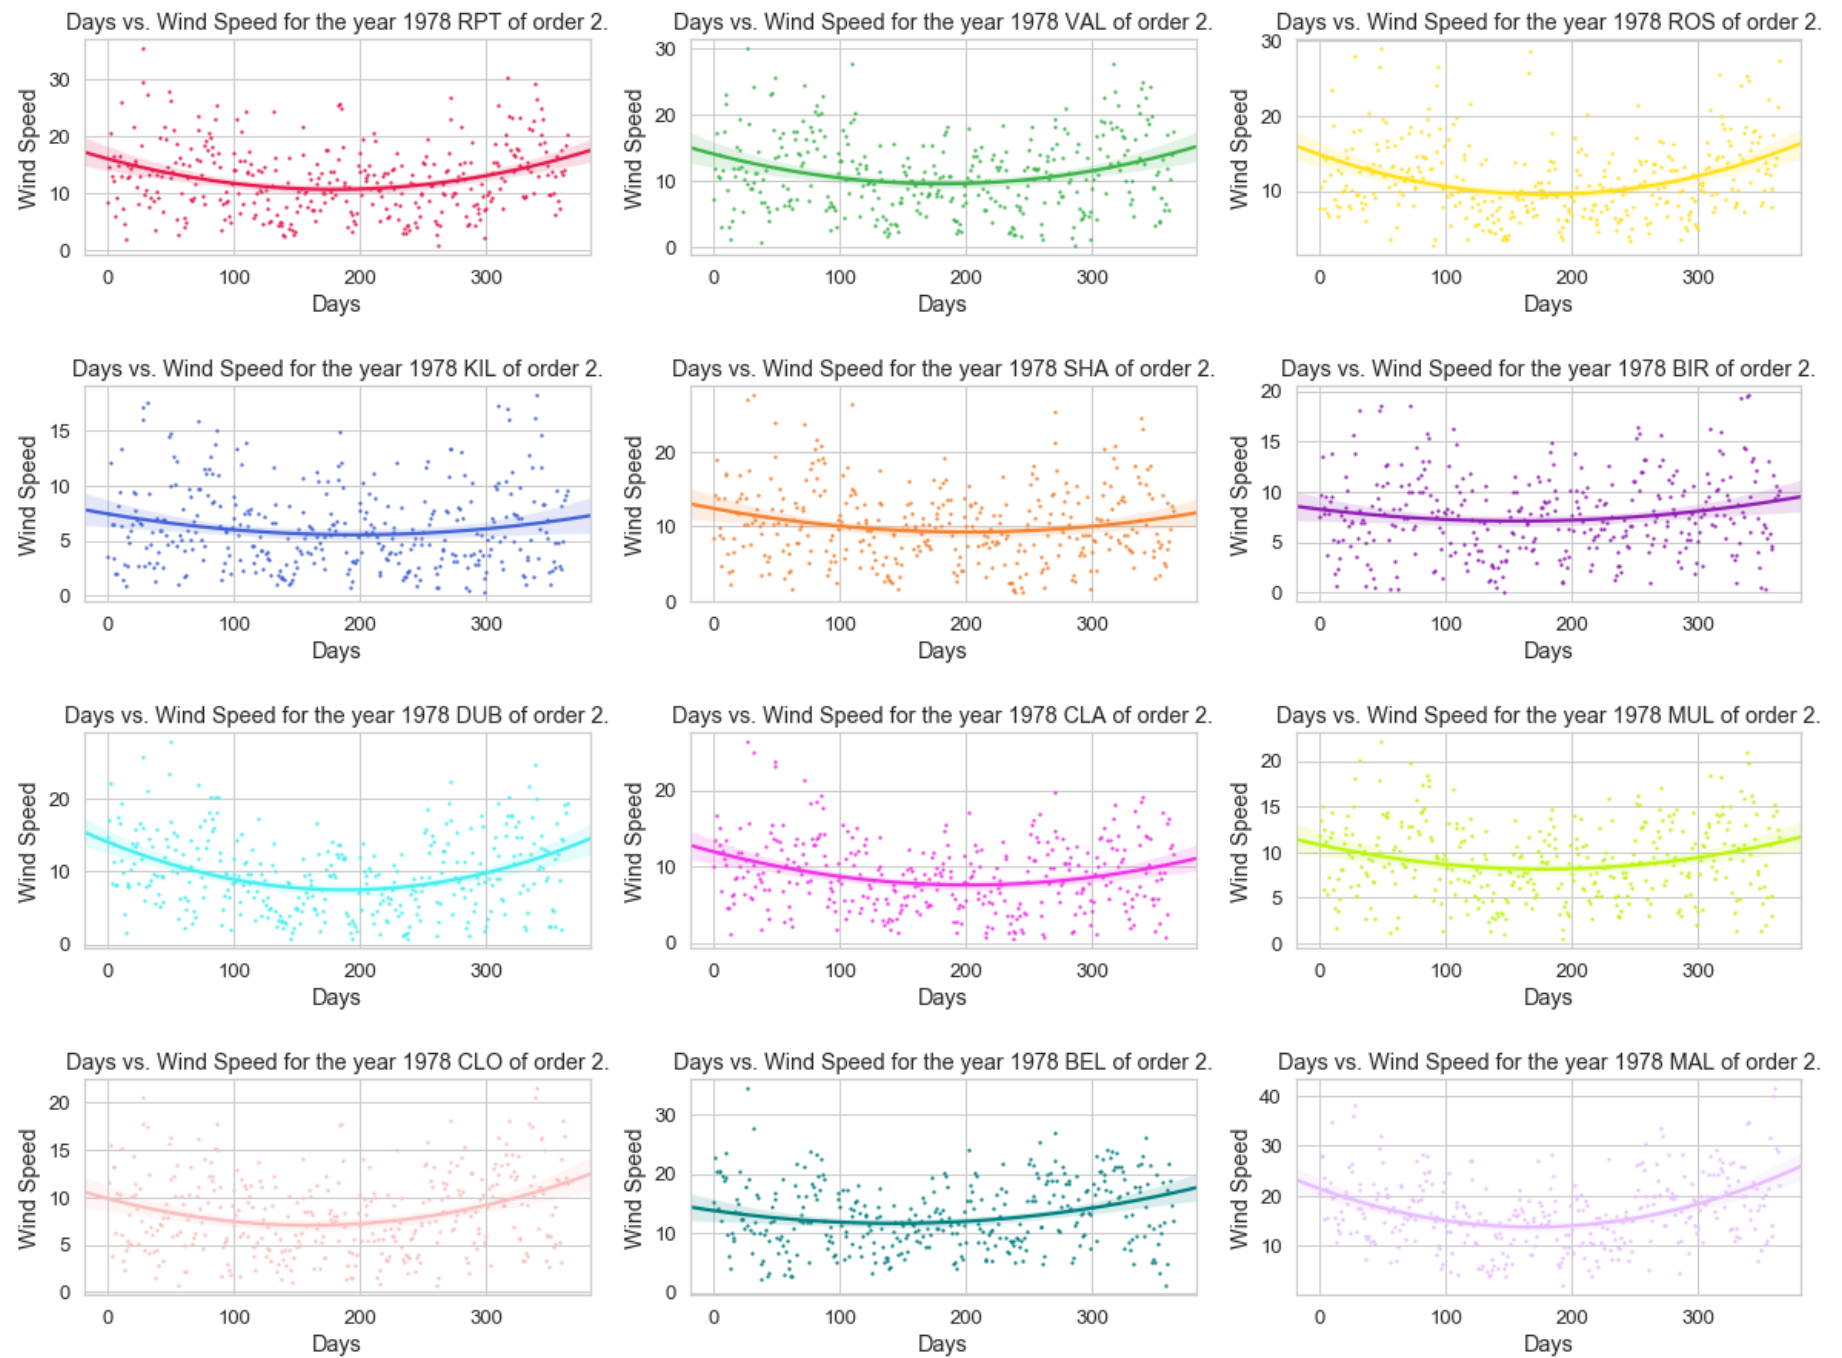 Days vs. Wind Speed for the year 1978 RPT of order 2.
Wind Speed
30
20
10
0
0 100 200 300
Days
Days vs. Wind Speed for the year 1978 VAL of order 2.
Wind Speed
30
20
10
0
0 100 200 300
Days
Days vs. Wind Speed for the year 1978 ROS of order 2.
Wind Speed
30
20
10
0 100 200 300
Days
Days vs. Wind Speed for the year 1978 KIL of order 2.
Wind Speed
15
10
5
0
0 100 200 300
Days
Days vs. Wind Speed for the year 1978 SHA of order 2.
Wind Speed
20
10
0
0 100 200 300
Days
Days vs. Wind Speed for the year 1978 BIR of order 2.
Wind Speed
20
15
10
5
0
0 100 200 300
Days
Days vs. Wind Speed for the year 1978 DUB of order 2.
Wind Speed
20
10
0
0 100 200 300
Days
Days vs. Wind Speed for the year 1978 CLA of order 2.
Wind Speed
20
10
0
0 100 200 300
Days
Days vs. Wind Speed for the year 1978 MUL of order 2.
Wind Speed
20
15
10
5
0
0 100 200 300
Days
Days vs. Wind Speed for the year 1978 CLO of order 2.
Wind Speed
20
15
10
5
0
0 100 200 300
Days
Days vs. Wind Speed for the year 1978 BEL of order 2.
Wind Speed
30
20
10
0
0 100 200 300
Days
Days vs. Wind Speed for the year 1978 MAL of order 2.
Wind Speed
40
30
20
10
0 100 200 300
Days